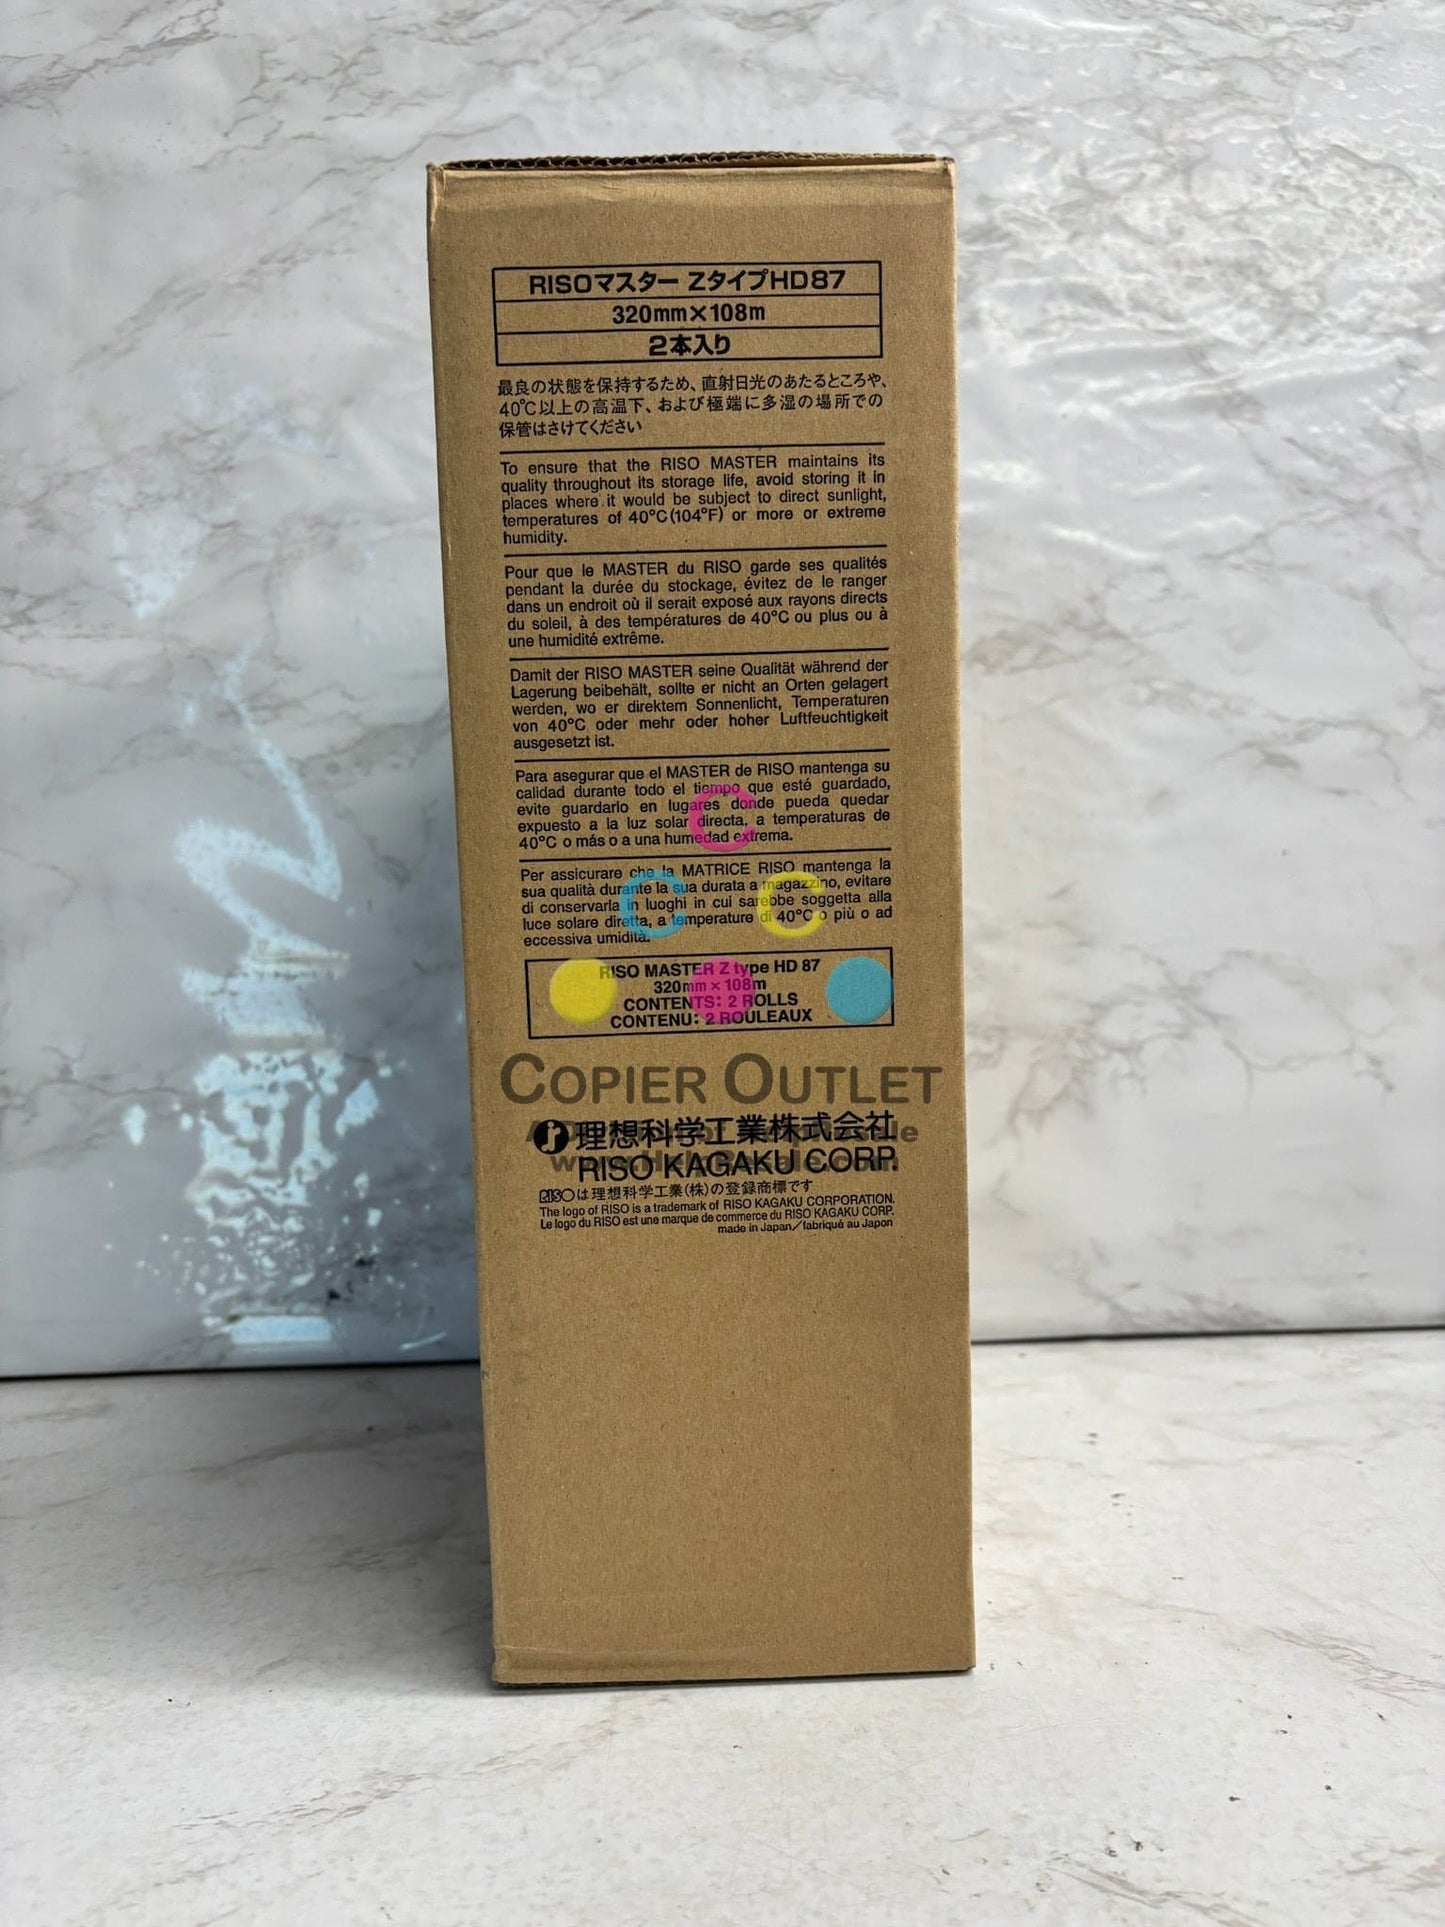 RISOマスター ZタイプHD87
320mm×108m
2本入り
最良の状態を保持するため、直射日光のあたるところや、
40℃以上の高温下、および極端に多湿の場所での
保管はさけてください
To ensure that the RISO MASTER maintains its
quality throughout its storage life, avoid storing it in
places where it would be subject to direct sunlight,
temperatures of 40°C(104°F) or more or extreme
humidity.
Pour que le MASTER du RISO garde ses qualités
pendant la durée du stockage, évitez de le ranger
dans un endroit où il serait exposé aux rayons directs
du soleil, à des températures de 40°C ou plus ou à
une humidité extrême.
Damit der RISO MASTER seine Qualität während der
Lagerung beibehält, sollte er nicht an Orten gelagert
werden, wo er direktem Sonnenlicht, Temperaturen
von 40°C oder mehr oder hoher Luftfeuchtigkeit
ausgesetzt ist.
Para asegurar que el MASTER de RISO mantenga su
calidad durante todo el tiempo que esté guardado,
evite guardarlo en lugares donde pueda quedar
expuesto a la luz solar directa, a temperaturas de
40°C o más o a una humedad extrema.
Per assicurare che la MATRICE RISO mantenga la
sua qualità durante la sua durata a magazzino, evitare
di conservarla in luoghi in cui sarebbe soggetta alla
luce solare diretta, a temperature di 40°C o più o ad
eccessiva umidità.
RISO MASTER Z type HD 87
320mm×108m
CONTENTS: 2 ROLLS
CONTENU: 2 ROULEAUX
COPIER OUTLET
理想科学工業株式会社
RISO KAGAKU CORP.
www.HelpResale.com
RISOは理想科学工業(株)の登録商標です
The logo of RISO is a trademark of RISO KAGAKU CORPORATION.
Le logo du RISO est une marque de commerce du RISO KAGAKU CORP.
made in Japan/fabriqué au Japon